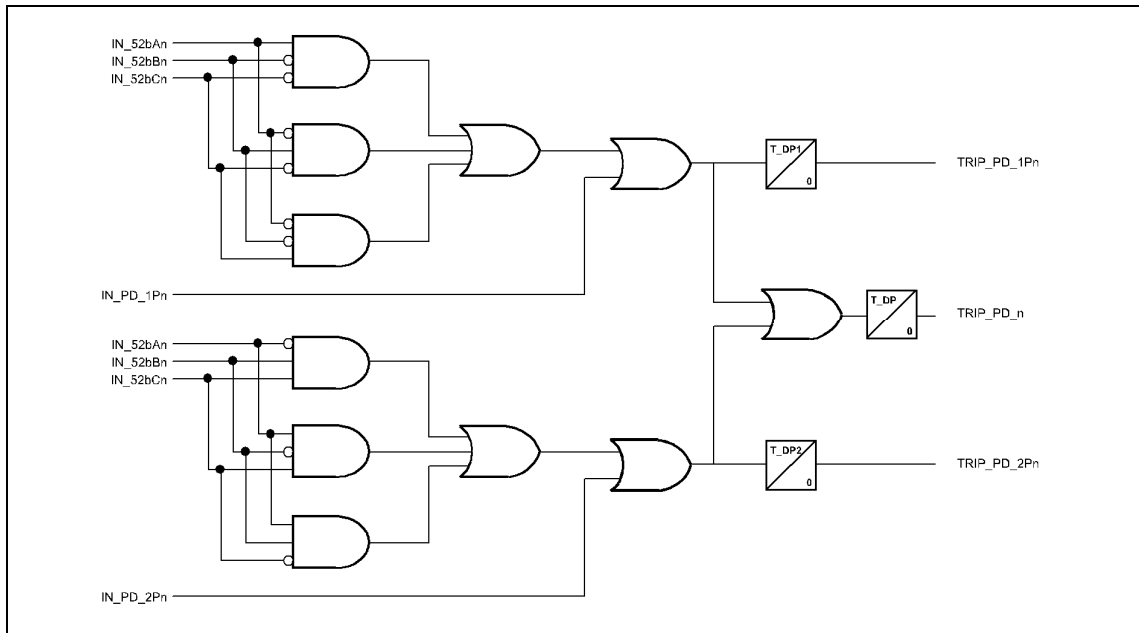 IN_52bAn
IN_52bBn
IN_52bCn
T_DP1
0
TRIP_PD_1Pn
IN_PD_1Pn
T_DP
0
TRIP_PD_n
IN_52bAn
IN_52bBn
IN_52bCn
T_DP2
0
TRIP_PD_2Pn
IN_PD_2Pn